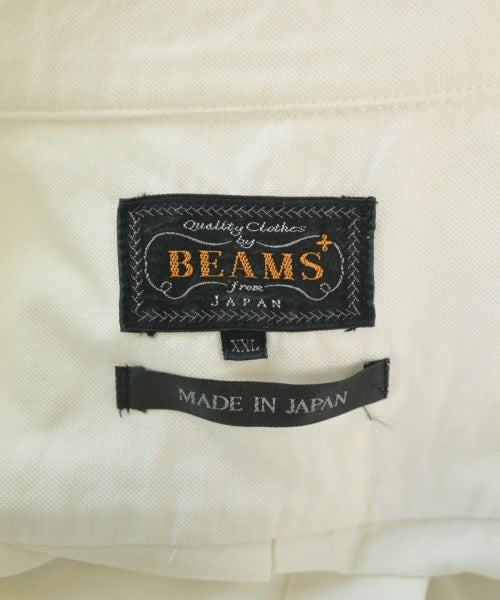 Quality Clothes
by
BEAMS+
from
JAPAN
XXL
MADE IN JAPAN